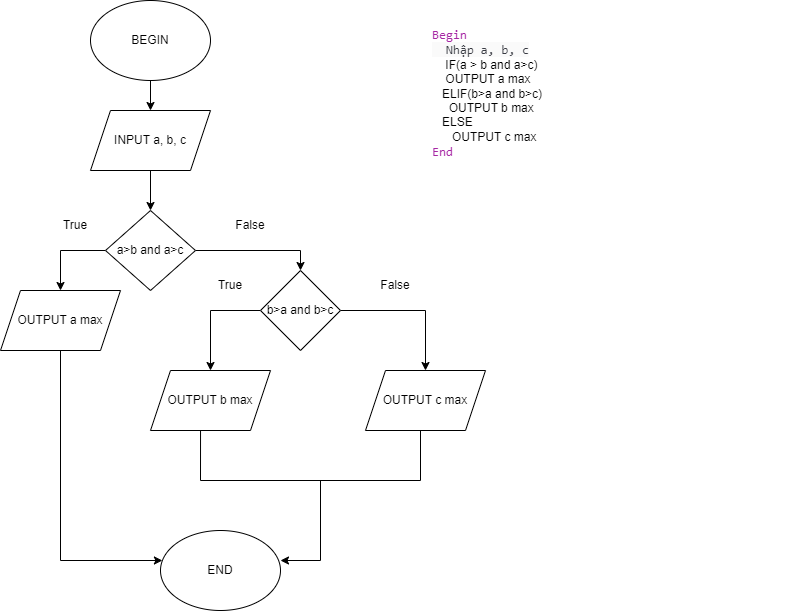 BEGIN
INPUT a, b, c
True
False
a>b and a>c
OUTPUT a max
True
False
b>a and b>c
OUTPUT b max
OUTPUT c max
END
Begin
Nhập a, b, c
IF(a > b and a>c)
OUTPUT a max
ELIF(b>a and b>c)
OUTPUT b max
ELSE
OUTPUT c max
End